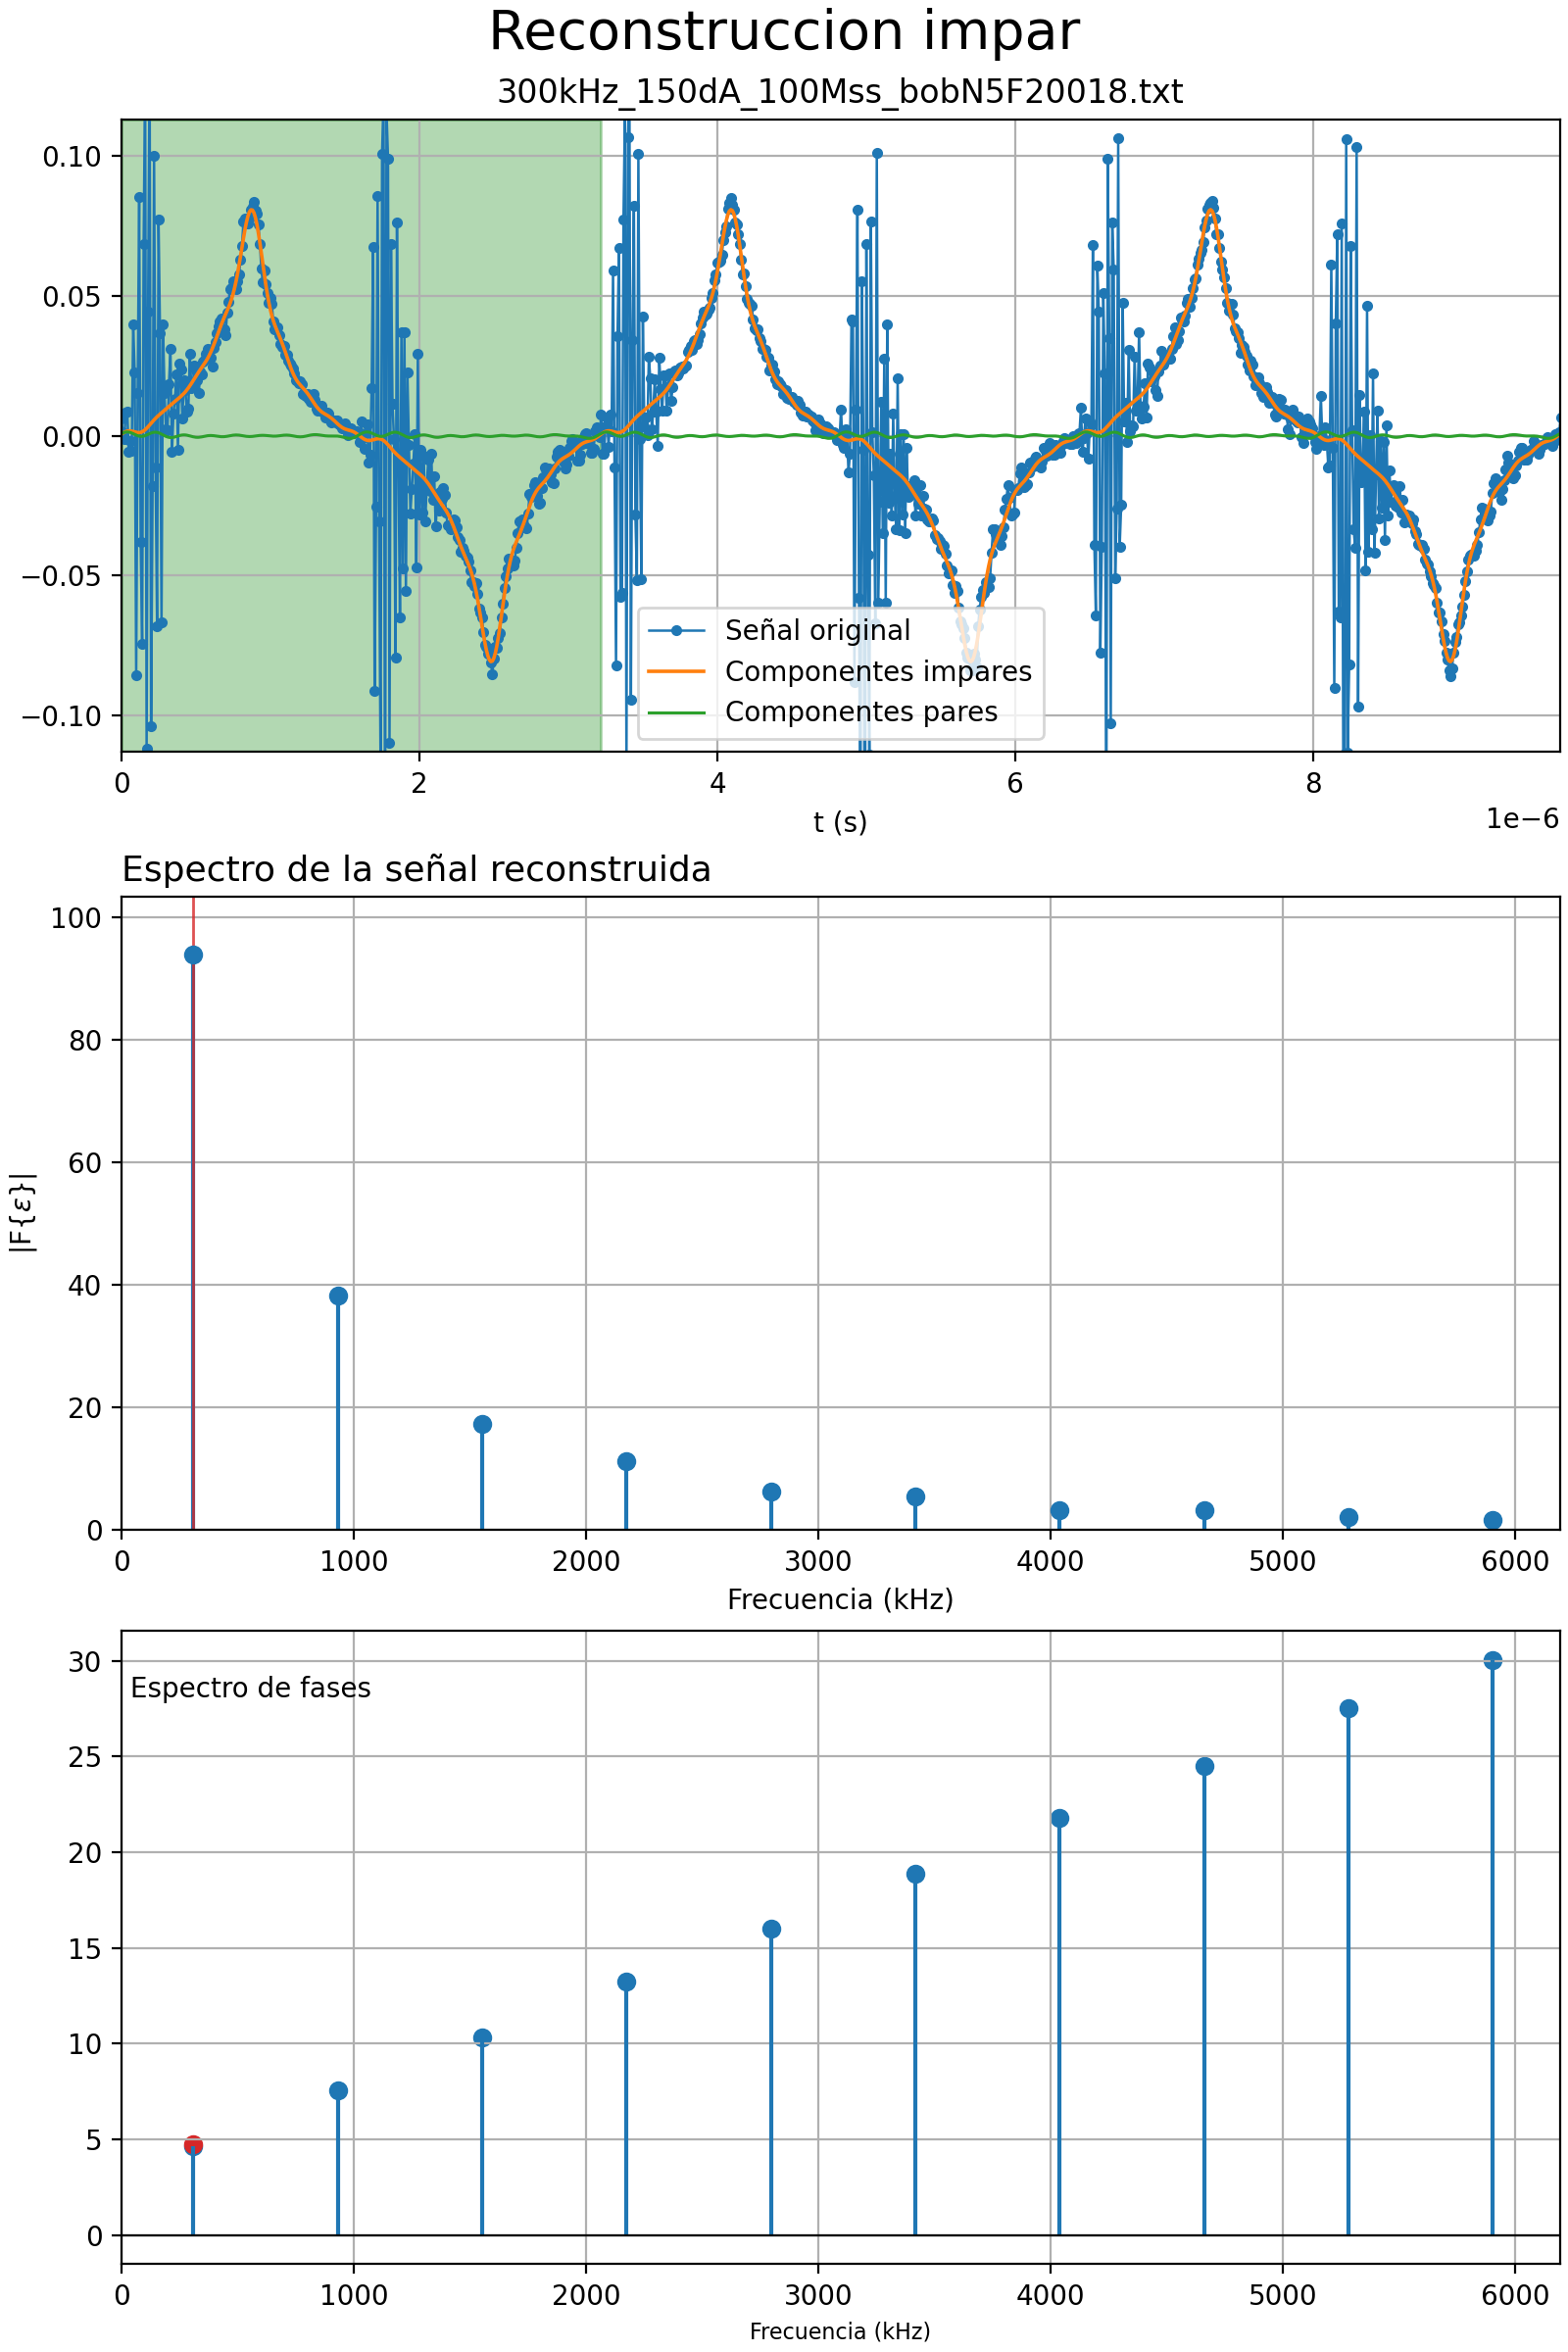 Reconstruccion impar
300kHz_150dA_100Mss_bobN5F20018.txt
0.10
0.05
0.00
−0.05
−0.10
Señal original
Componentes impares
Componentes pares
0 2 4 6 8
1e−6
t (s)
Espectro de la señal reconstruida
100
80
60
40
20
0
|F{ε}|
0 1000 2000 3000 4000 5000 6000
Frecuencia (kHz)
30
Espectro de fases
25
20
15
10
5
0
0 1000 2000 3000 4000 5000 6000
Frecuencia (kHz)